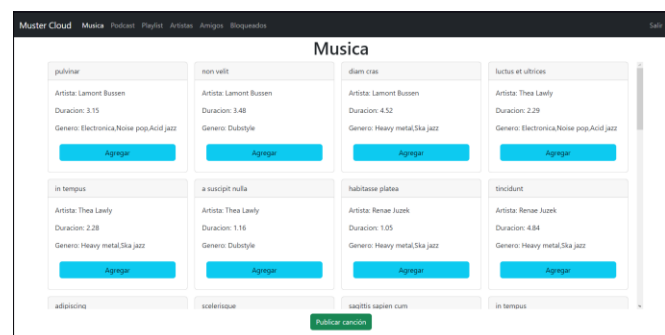 Muster Cloud Musica Podcast Playlist Artistas Amigos Bloqueados Salir
Musica
pulvinar
Artista: Lamont Bussen
Duracion: 3.15
Genero: Electronica,Noise pop,Acid jazz
Agregar
non velit
Artista: Lamont Bussen
Duracion: 3.48
Genero: Dubstyle
Agregar
diam cras
Artista: Lamont Bussen
Duracion: 4.52
Genero: Heavy metal,Ska jazz
Agregar
luctus et ultrices
Artista: Thea Lawly
Duracion: 2.29
Genero: Electronica,Noise pop,Acid jazz
Agregar
in tempus
Artista: Thea Lawly
Duracion: 2.28
Genero: Heavy metal,Ska jazz
Agregar
a suscipit nulla
Artista: Thea Lawly
Duracion: 1.16
Genero: Dubstyle
Agregar
habitasse platea
Artista: Renae Juzek
Duracion: 1.05
Genero: Heavy metal,Ska jazz
Agregar
tincidunt
Artista: Renae Juzek
Duracion: 4.84
Genero: Heavy metal,Ska jazz
Agregar
adipiscing
scelerisque
sagittis sapien cum
in tempus
Publicar canción